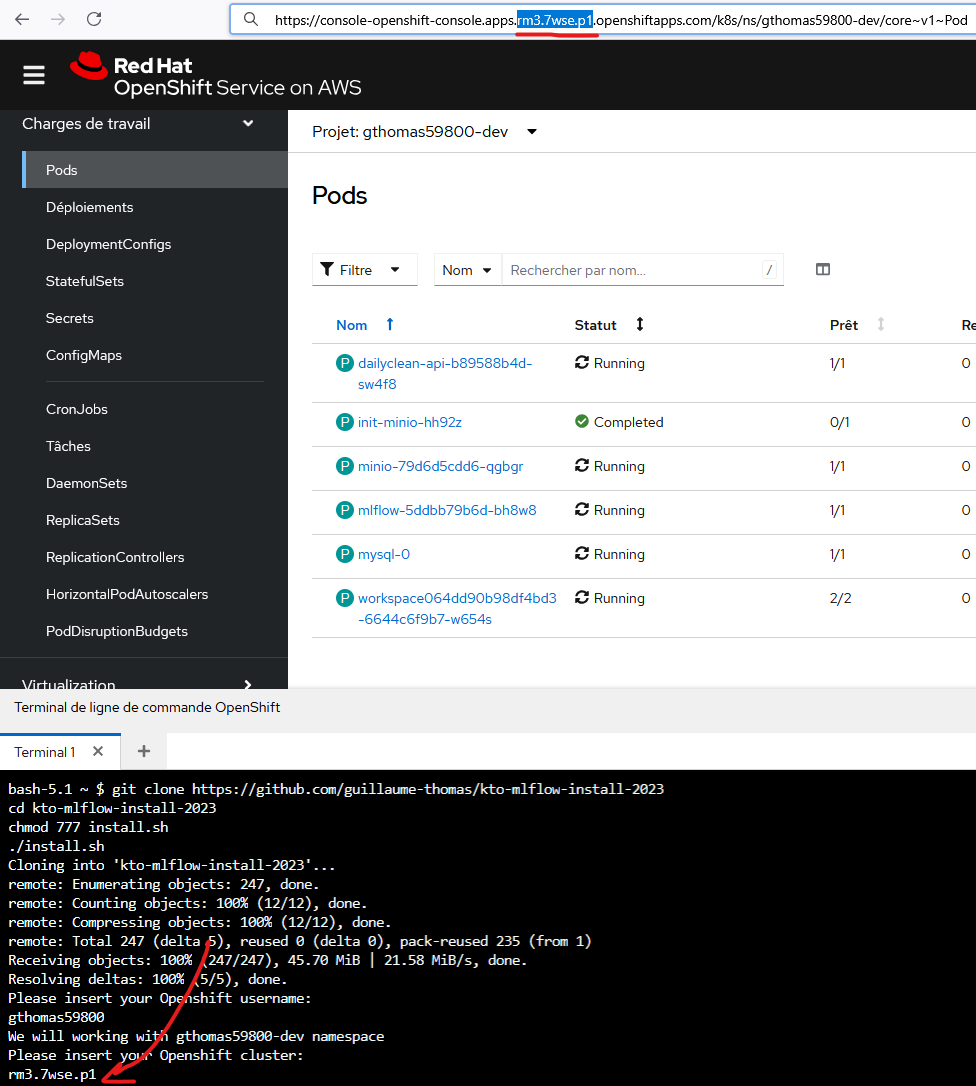 https://console-openshift-console.apps.rm3.7wse.p1.openshiftapps.com/k8s/ns/gthomas59800-dev/core~v1~Pod
Red Hat
OpenShift Service on AWS
Charges de travail
Pods
Déploiements
DeploymentConfigs
StatefulSets
Secrets
ConfigMaps
CronJobs
Tâches
DaemonSets
ReplicaSets
ReplicationControllers
HorizontalPodAutoscalers
PodDisruptionBudgets
Virtualization
Projet: gthomas59800-dev
Pods
Filtre
Nom
Rechercher par nom...
/
Nom Statut Prêt Re
P dailyclean-api-b89588b4d- Running 1/1 0
sw4f8
P init-minio-hh92z Completed 0/1 0
P minio-79d6d5cdd6-qgbgr Running 1/1 0
P mlflow-5ddbb79b6d-bh8w8 Running 1/1 0
P mysql-0 Running 1/1 0
P workspace064dd90b98df4bd3 Running 2/2 0
-6644c6f9b7-w654s
Terminal de ligne de commande OpenShift
Terminal 1
bash-5.1 ~ $ git clone https://github.com/guillaume-thomas/kto-mlflow-install-2023
cd kto-mlflow-install-2023
chmod 777 install.sh
./install.sh
Cloning into 'kto-mlflow-install-2023'...
remote: Enumerating objects: 247, done.
remote: Counting objects: 100% (12/12), done.
remote: Compressing objects: 100% (12/12), done.
remote: Total 247 (delta 5), reused 0 (delta 0), pack-reused 235 (from 1)
Receiving objects: 100% (247/247), 45.70 MiB | 21.58 MiB/s, done.
Resolving deltas: 100% (5/5), done.
Please insert your Openshift username:
gthomas59800
We will working with gthomas59800-dev namespace
Please insert your Openshift cluster:
rm3.7wse.p1